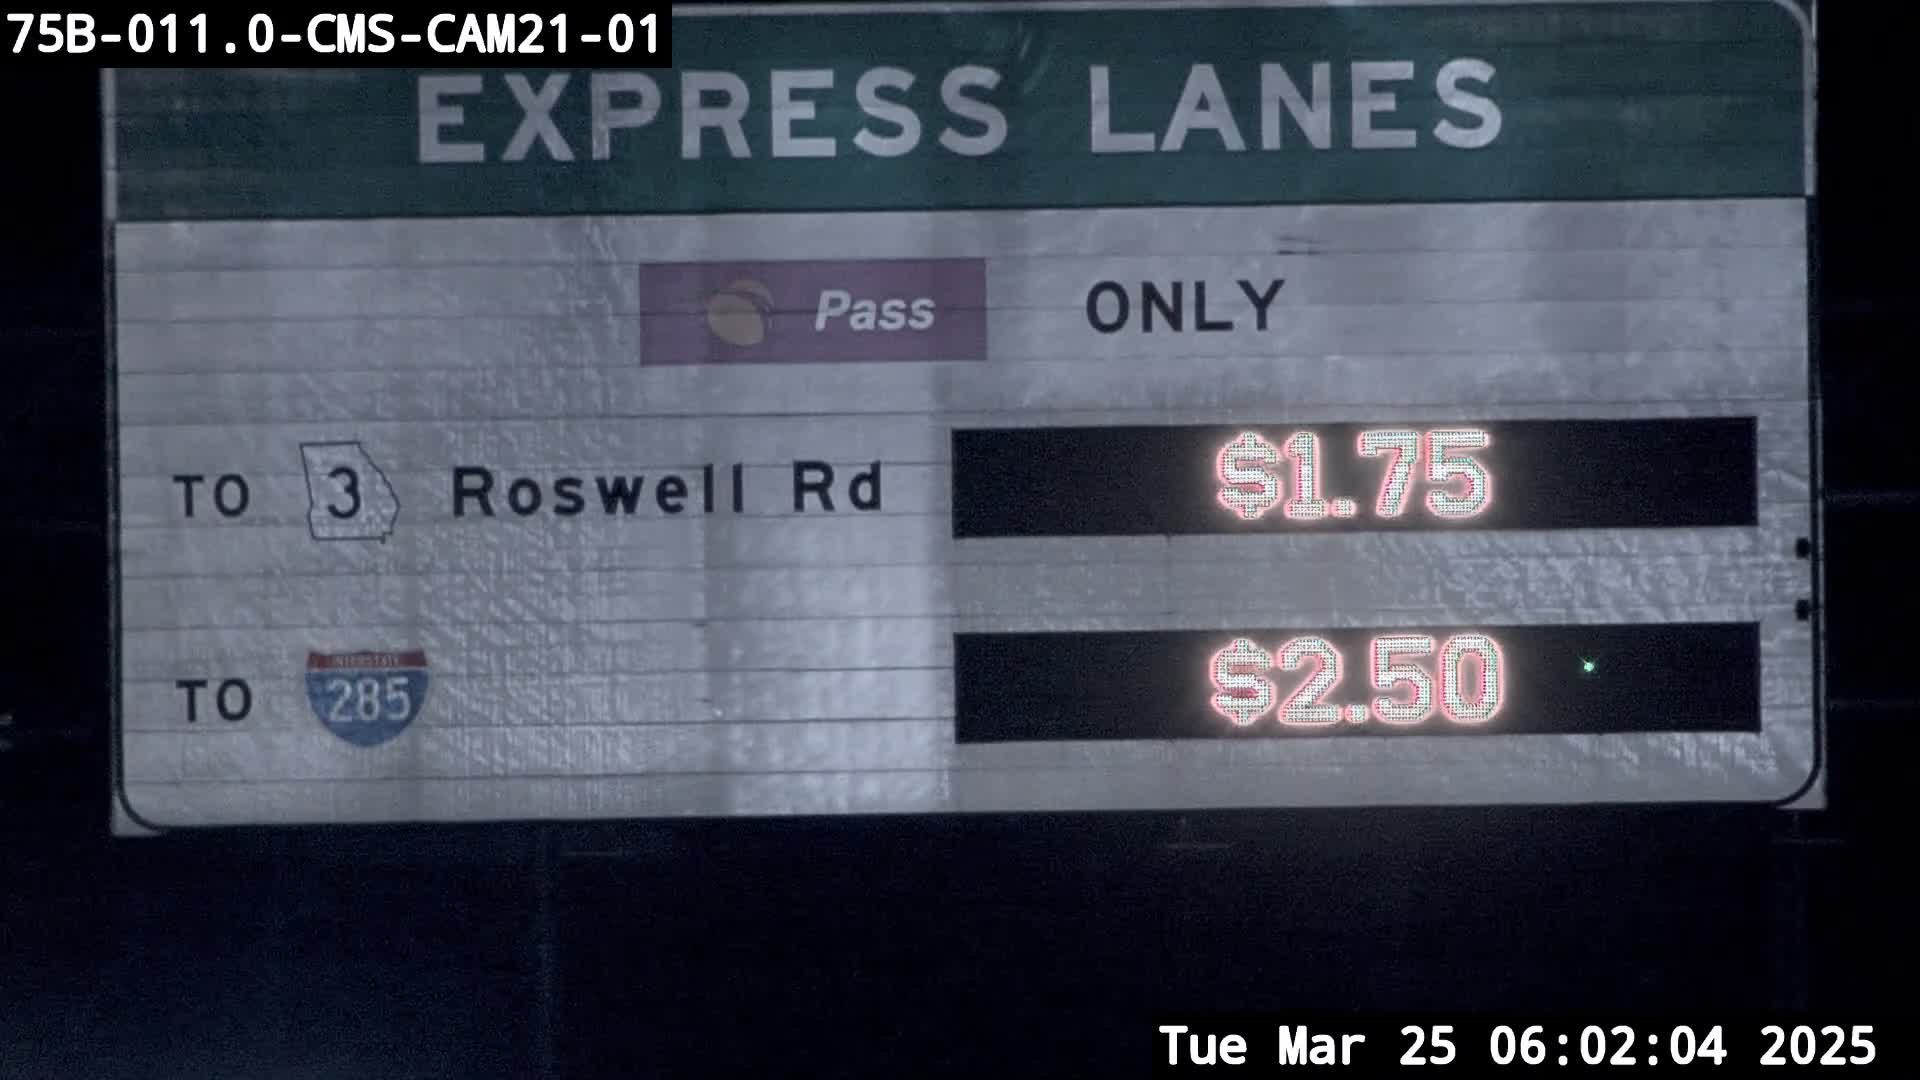 75B-011.0-CMS-CAM21-01
EXPRESS LANES
Pass ONLY
TO 3 Roswell Rd $1.75
INTERSTATE
TO 285 $2.50
Tue Mar 25 06:02:04 2025